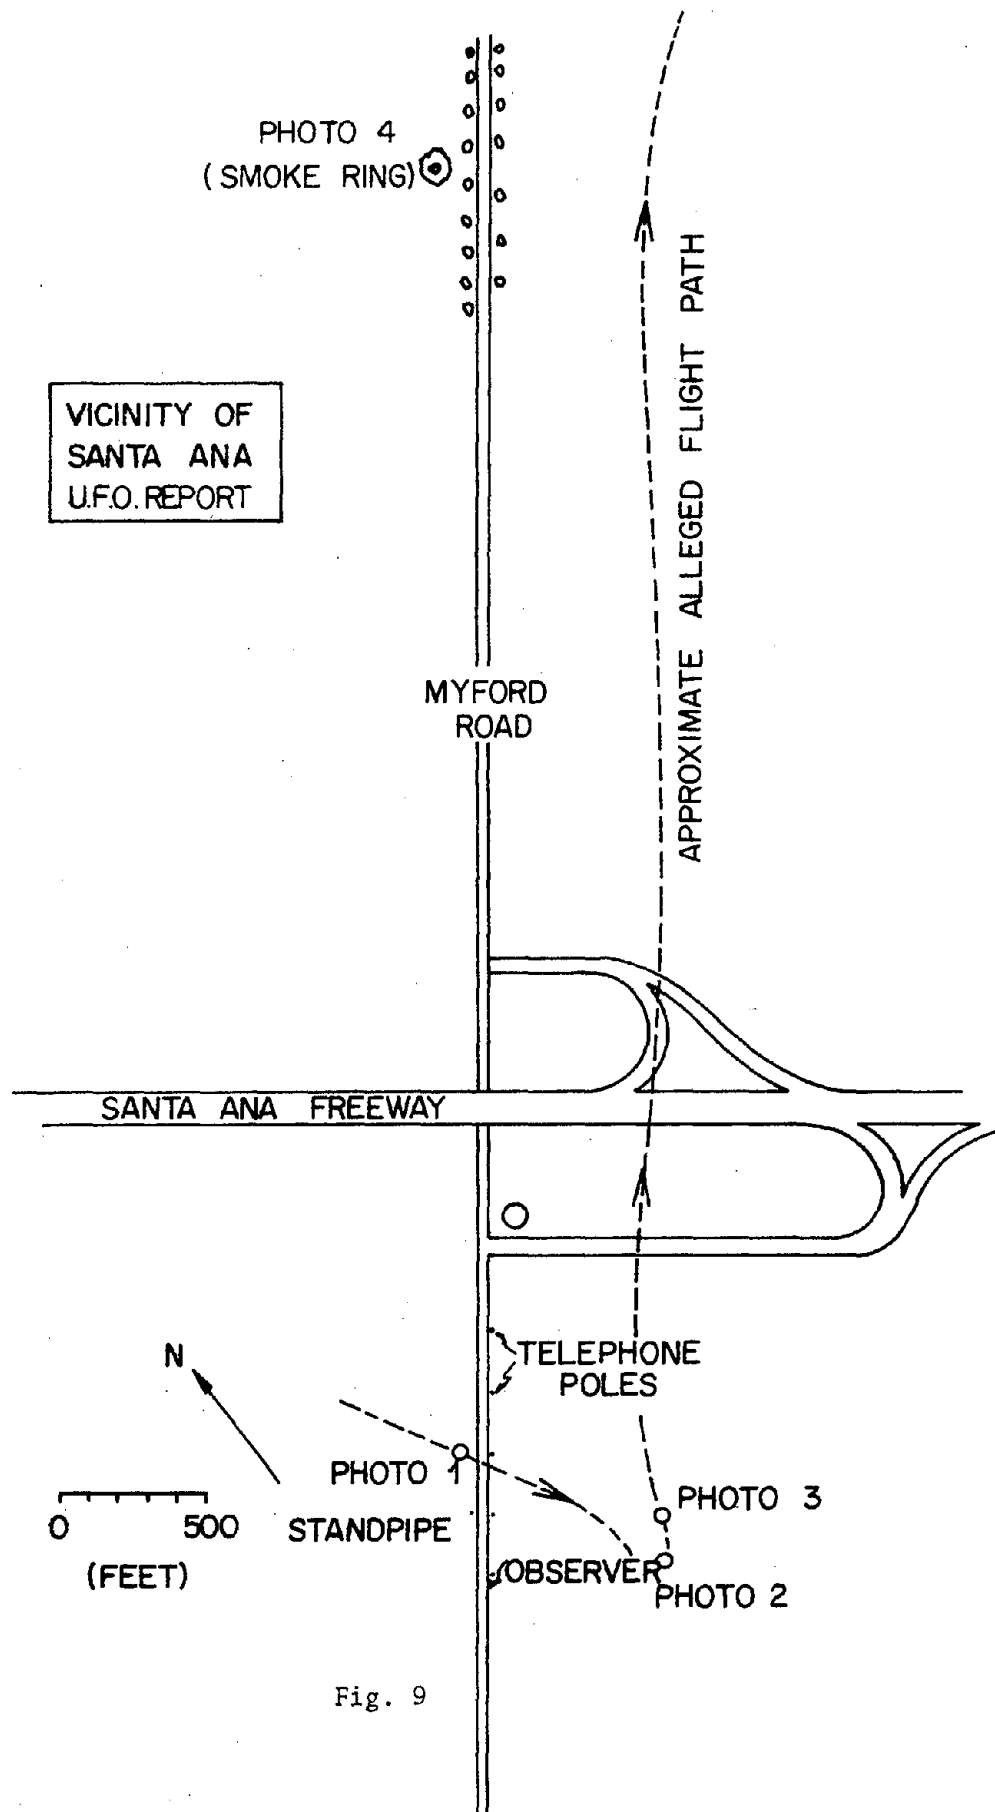 PHOTO 4
(SMOKE RING)
VICINITY OF
SANTA ANA
U.F.O. REPORT
APPROXIMATE ALLEGED FLIGHT PATH
MYFORD
ROAD
SANTA ANA FREEWAY
TELEPHONE
POLES
N
PHOTO 1
PHOTO 3
0 500
STANDPIPE
(FEET)
OBSERVER
PHOTO 2
Fig. 9